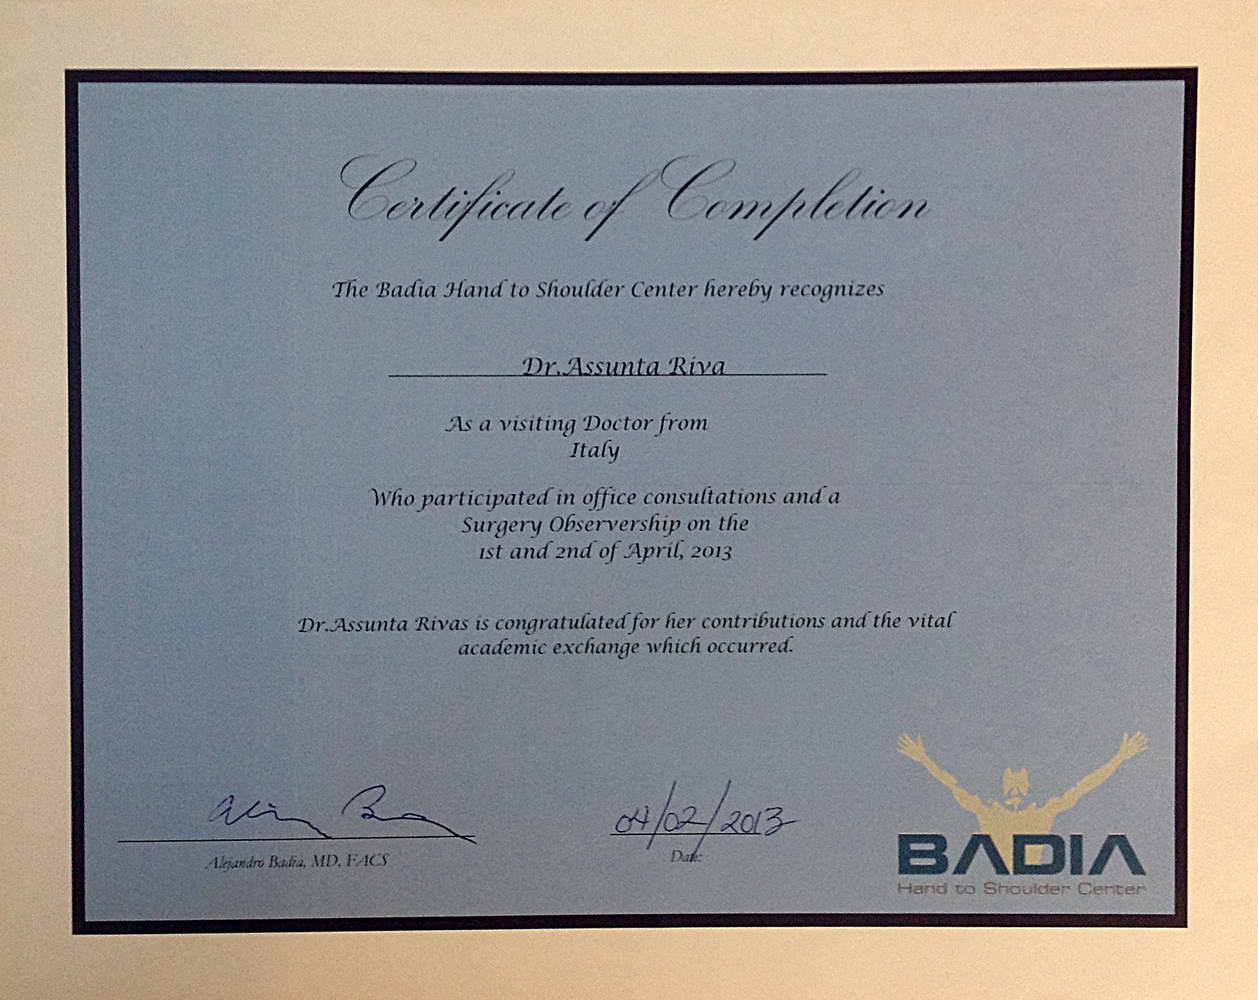 Certificate of Completion
The Badia Hand to Shoulder Center hereby recognizes
Dr.Assunta Riva
As a visiting Doctor from
Italy
Who participated in office consultations and a
Surgery Observership on the
1st and 2nd of April, 2013
Dr.Assunta Rivas is congratulated for her contributions and the vital
academic exchange which occurred.
04/02/2013
Alejandro Badia, MD, FACS
Date:
BADIA
Hand to Shoulder Center